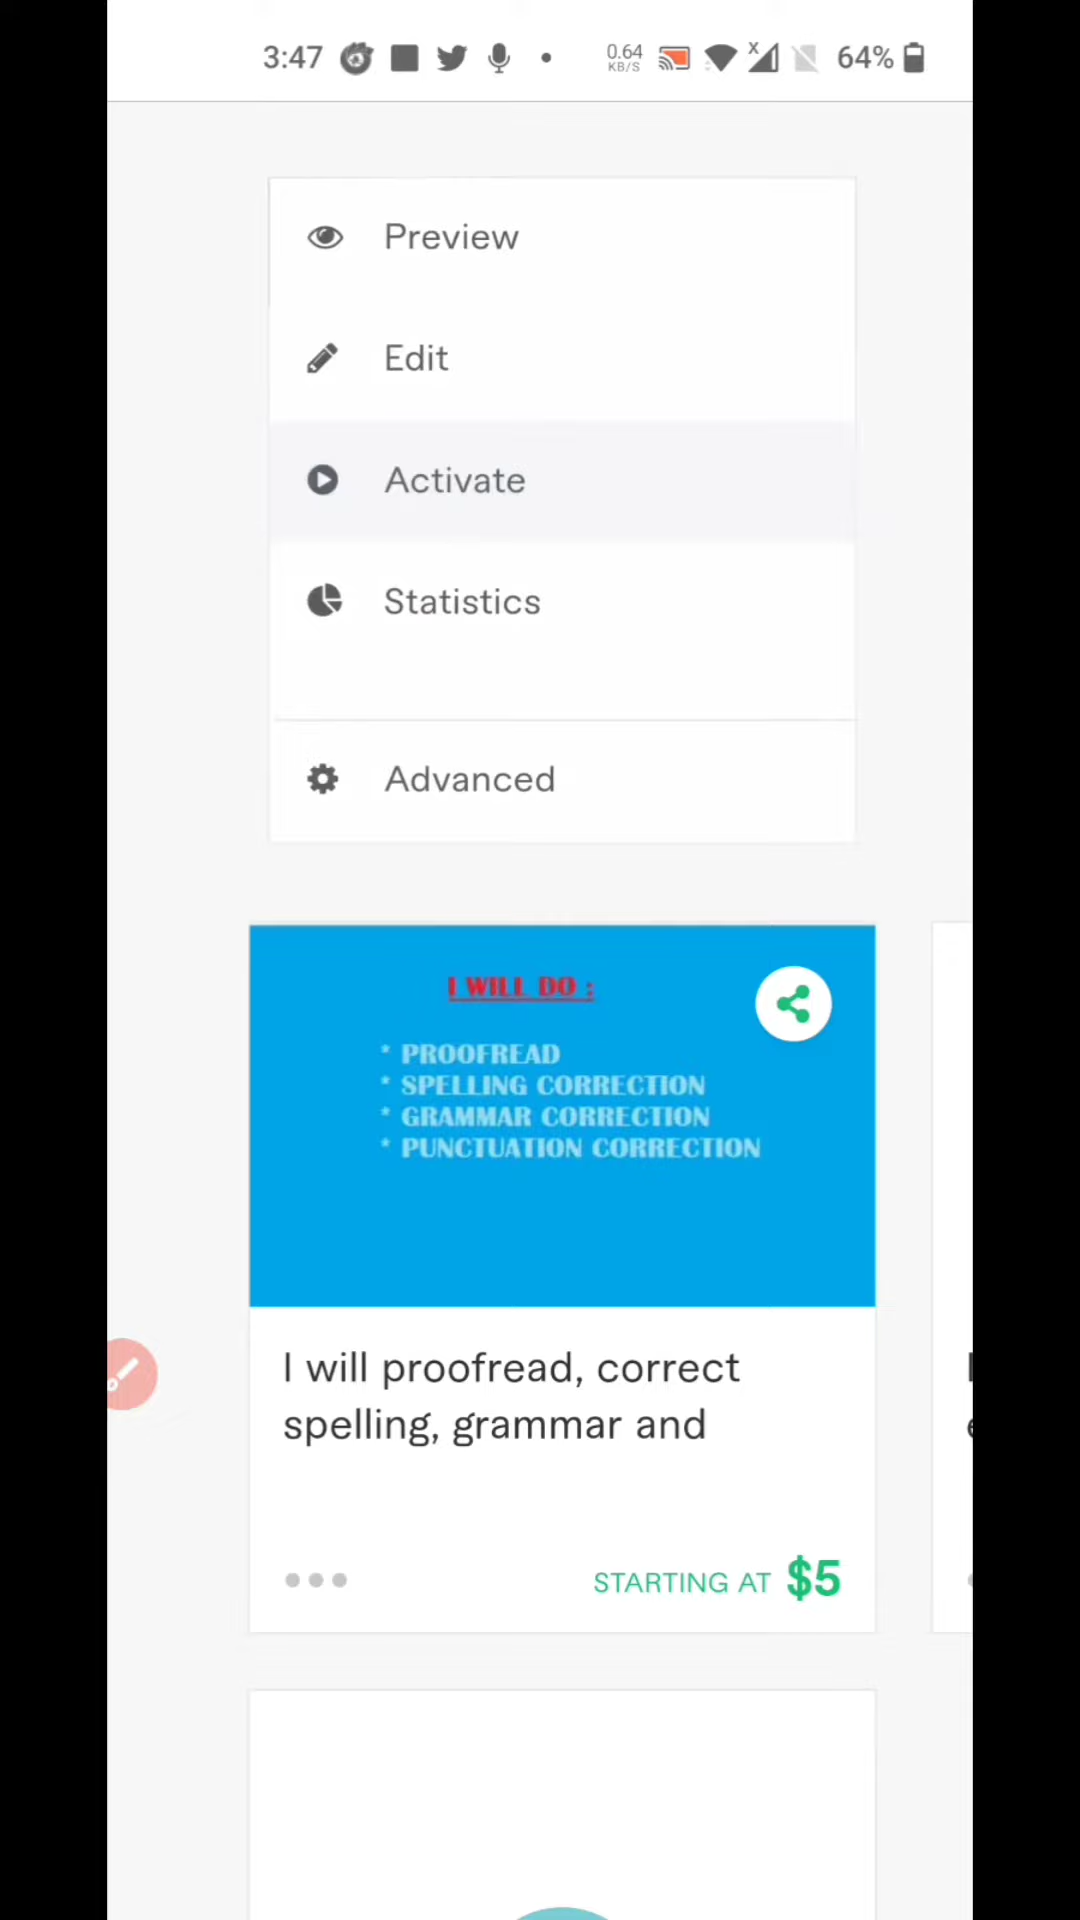 3:47
0.64
KB/S
X
64%
Preview
Edit
Activate
Statistics
Advanced
I WILL DO :
* PROOFREAD
* SPELLING CORRECTION
* GRAMMAR CORRECTION
* PUNCTUATION CORRECTION
I will proofread, correct
spelling, grammar and
STARTING AT $5